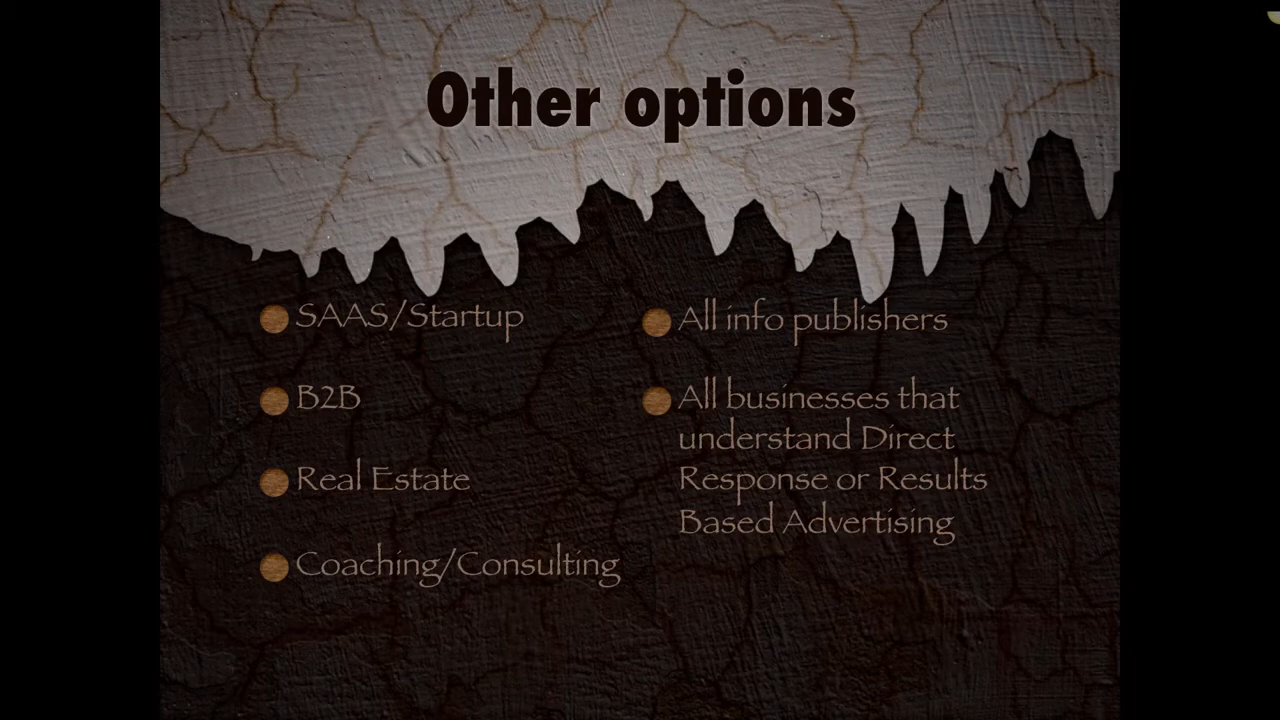 Other options
SAAS/Startup
B2B
Real Estate
Coaching/Consulting
All info publishers
All businesses that
understand Direct
Response or Results
Based Advertising